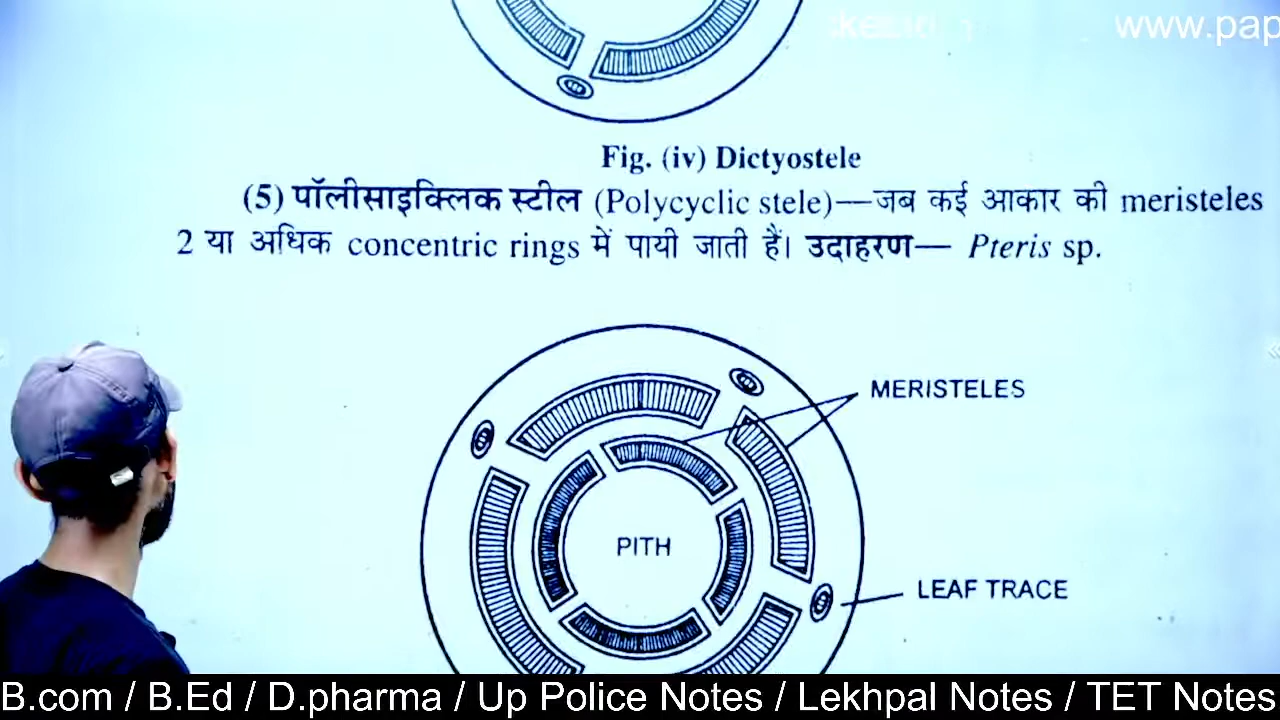 www.pap
Fig. (iv) Dictyostele
(5) पॉलीसाइक्लिक स्टील (Polycyclic stele)—जब कई आकार की meristeles
2 या अधिक concentric rings में पायी जाती हैं। उदाहरण— Pteris sp.
MERISTELES
PITH
LEAF TRACE
B.com / B.Ed / D.pharma / Up Police Notes / Lekhpal Notes / TET Notes